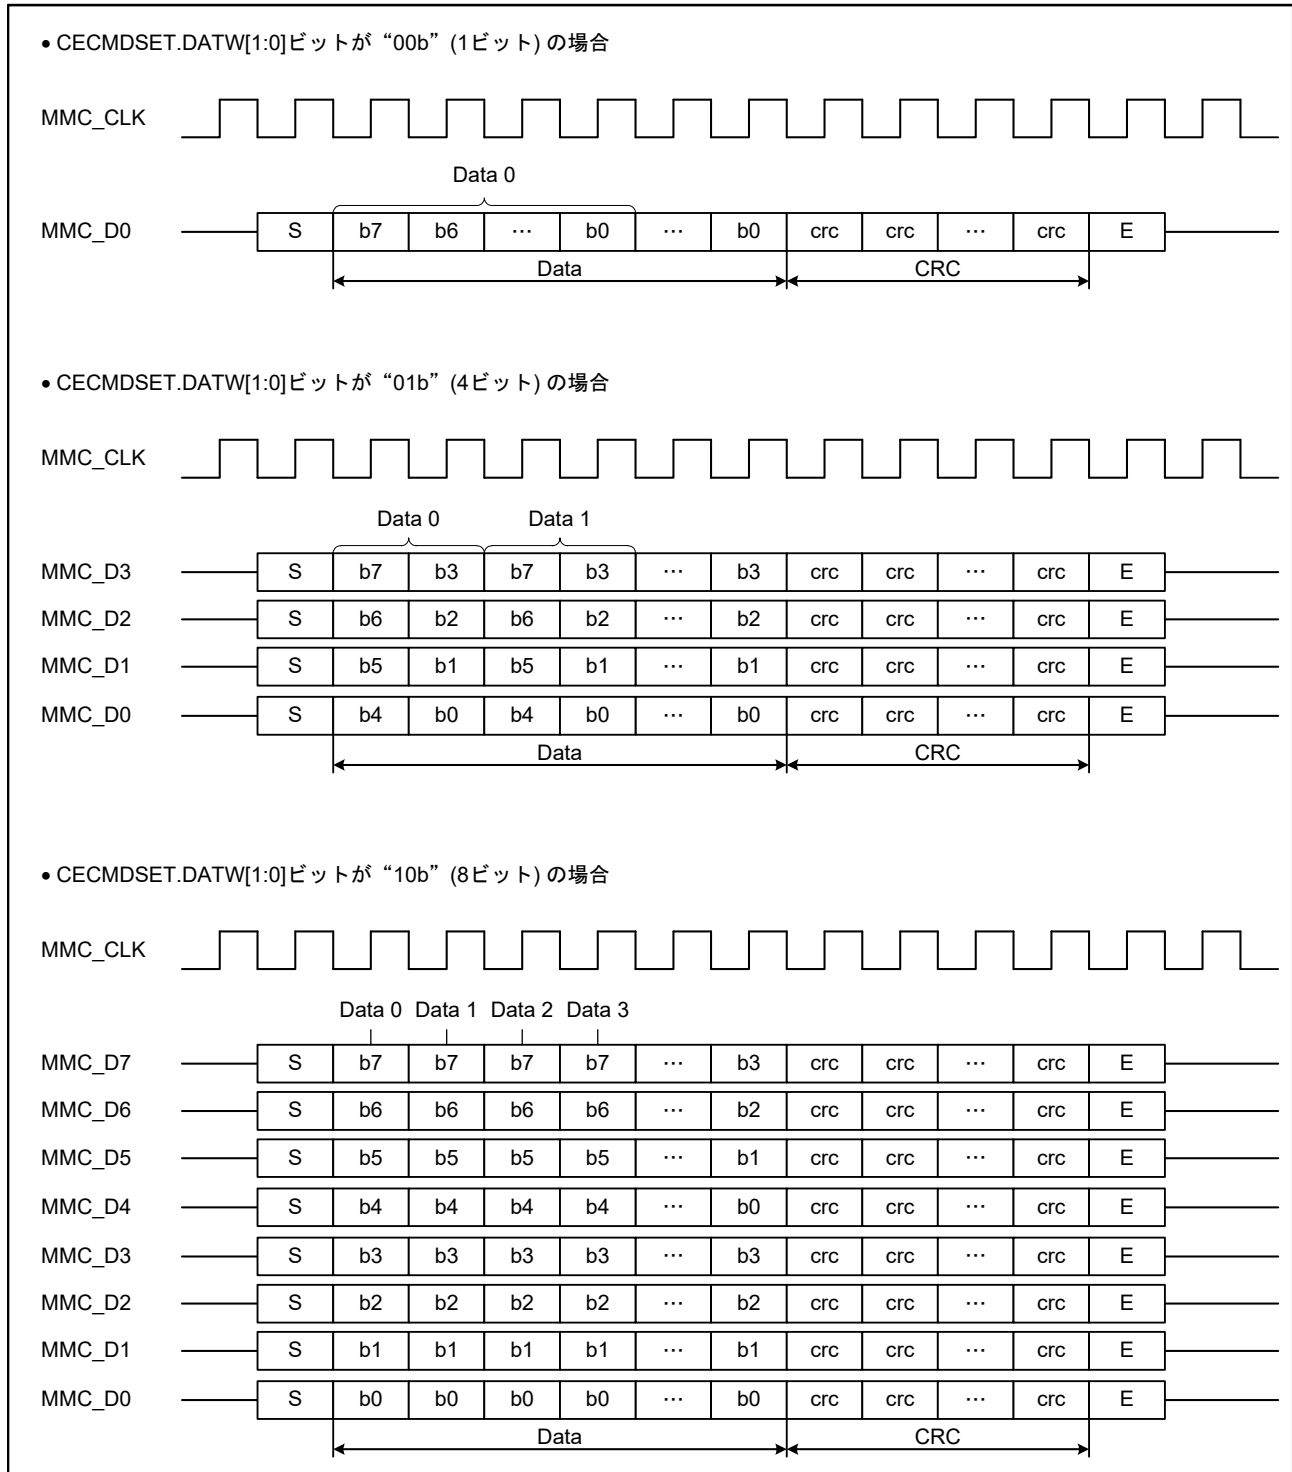 • CECMDSET.DATW[1:0]ビットが“00b”(1ビット) の場合
MMC_CLK
Data 0
MMC_D0 S b7 b6 … b0 … b0 crc crc … crc E
Data CRC
• CECMDSET.DATW[1:0]ビットが“01b”(4ビット) の場合
MMC_CLK
Data 0 Data 1
MMC_D3 S b7 b3 b7 b3 … b3 crc crc … crc E
MMC_D2 S b6 b2 b6 b2 … b2 crc crc … crc E
MMC_D1 S b5 b1 b5 b1 … b1 crc crc … crc E
MMC_D0 S b4 b0 b4 b0 … b0 crc crc … crc E
Data CRC
• CECMDSET.DATW[1:0]ビットが“10b”(8ビット) の場合
MMC_CLK
Data 0 Data 1 Data 2 Data 3
MMC_D7 S b7 b7 b7 b7 … b3 crc crc … crc E
MMC_D6 S b6 b6 b6 b6 … b2 crc crc … crc E
MMC_D5 S b5 b5 b5 b5 … b1 crc crc … crc E
MMC_D4 S b4 b4 b4 b4 … b0 crc crc … crc E
MMC_D3 S b3 b3 b3 b3 … b3 crc crc … crc E
MMC_D2 S b2 b2 b2 b2 … b2 crc crc … crc E
MMC_D1 S b1 b1 b1 b1 … b1 crc crc … crc E
MMC_D0 S b0 b0 b0 b0 … b0 crc crc … crc E
Data CRC